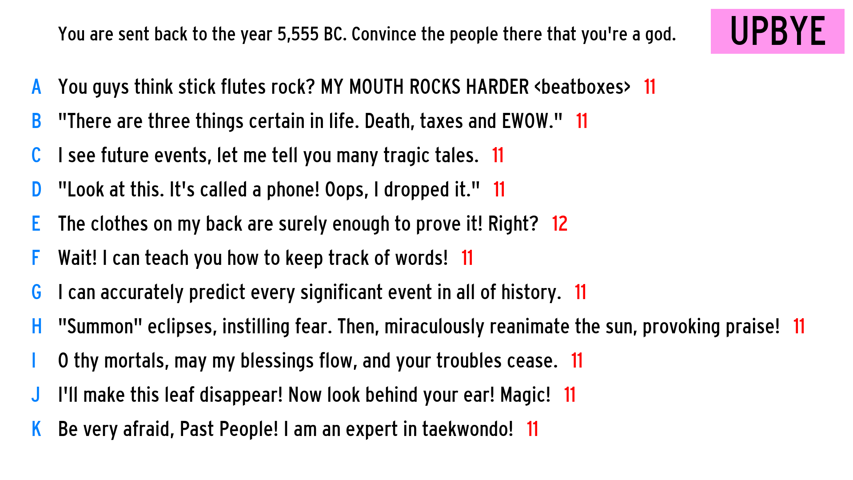 You are sent back to the year 5,555 BC. Convince the people there that you're a god.
UPBYE
A You guys think stick flutes rock? MY MOUTH ROCKS HARDER <beatboxes> 11
B "There are three things certain in life. Death, taxes and EWOW." 11
C I see future events, let me tell you many tragic tales. 11
D "Look at this. It's called a phone! Oops, I dropped it." 11
E The clothes on my back are surely enough to prove it! Right? 12
F Wait! I can teach you how to keep track of words! 11
G I can accurately predict every significant event in all of history. 11
H "Summon" eclipses, instilling fear. Then, miraculously reanimate the sun, provoking praise! 11
I O thy mortals, may my blessings flow, and your troubles cease. 11
J I'll make this leaf disappear! Now look behind your ear! Magic! 11
K Be very afraid, Past People! I am an expert in taekwondo! 11